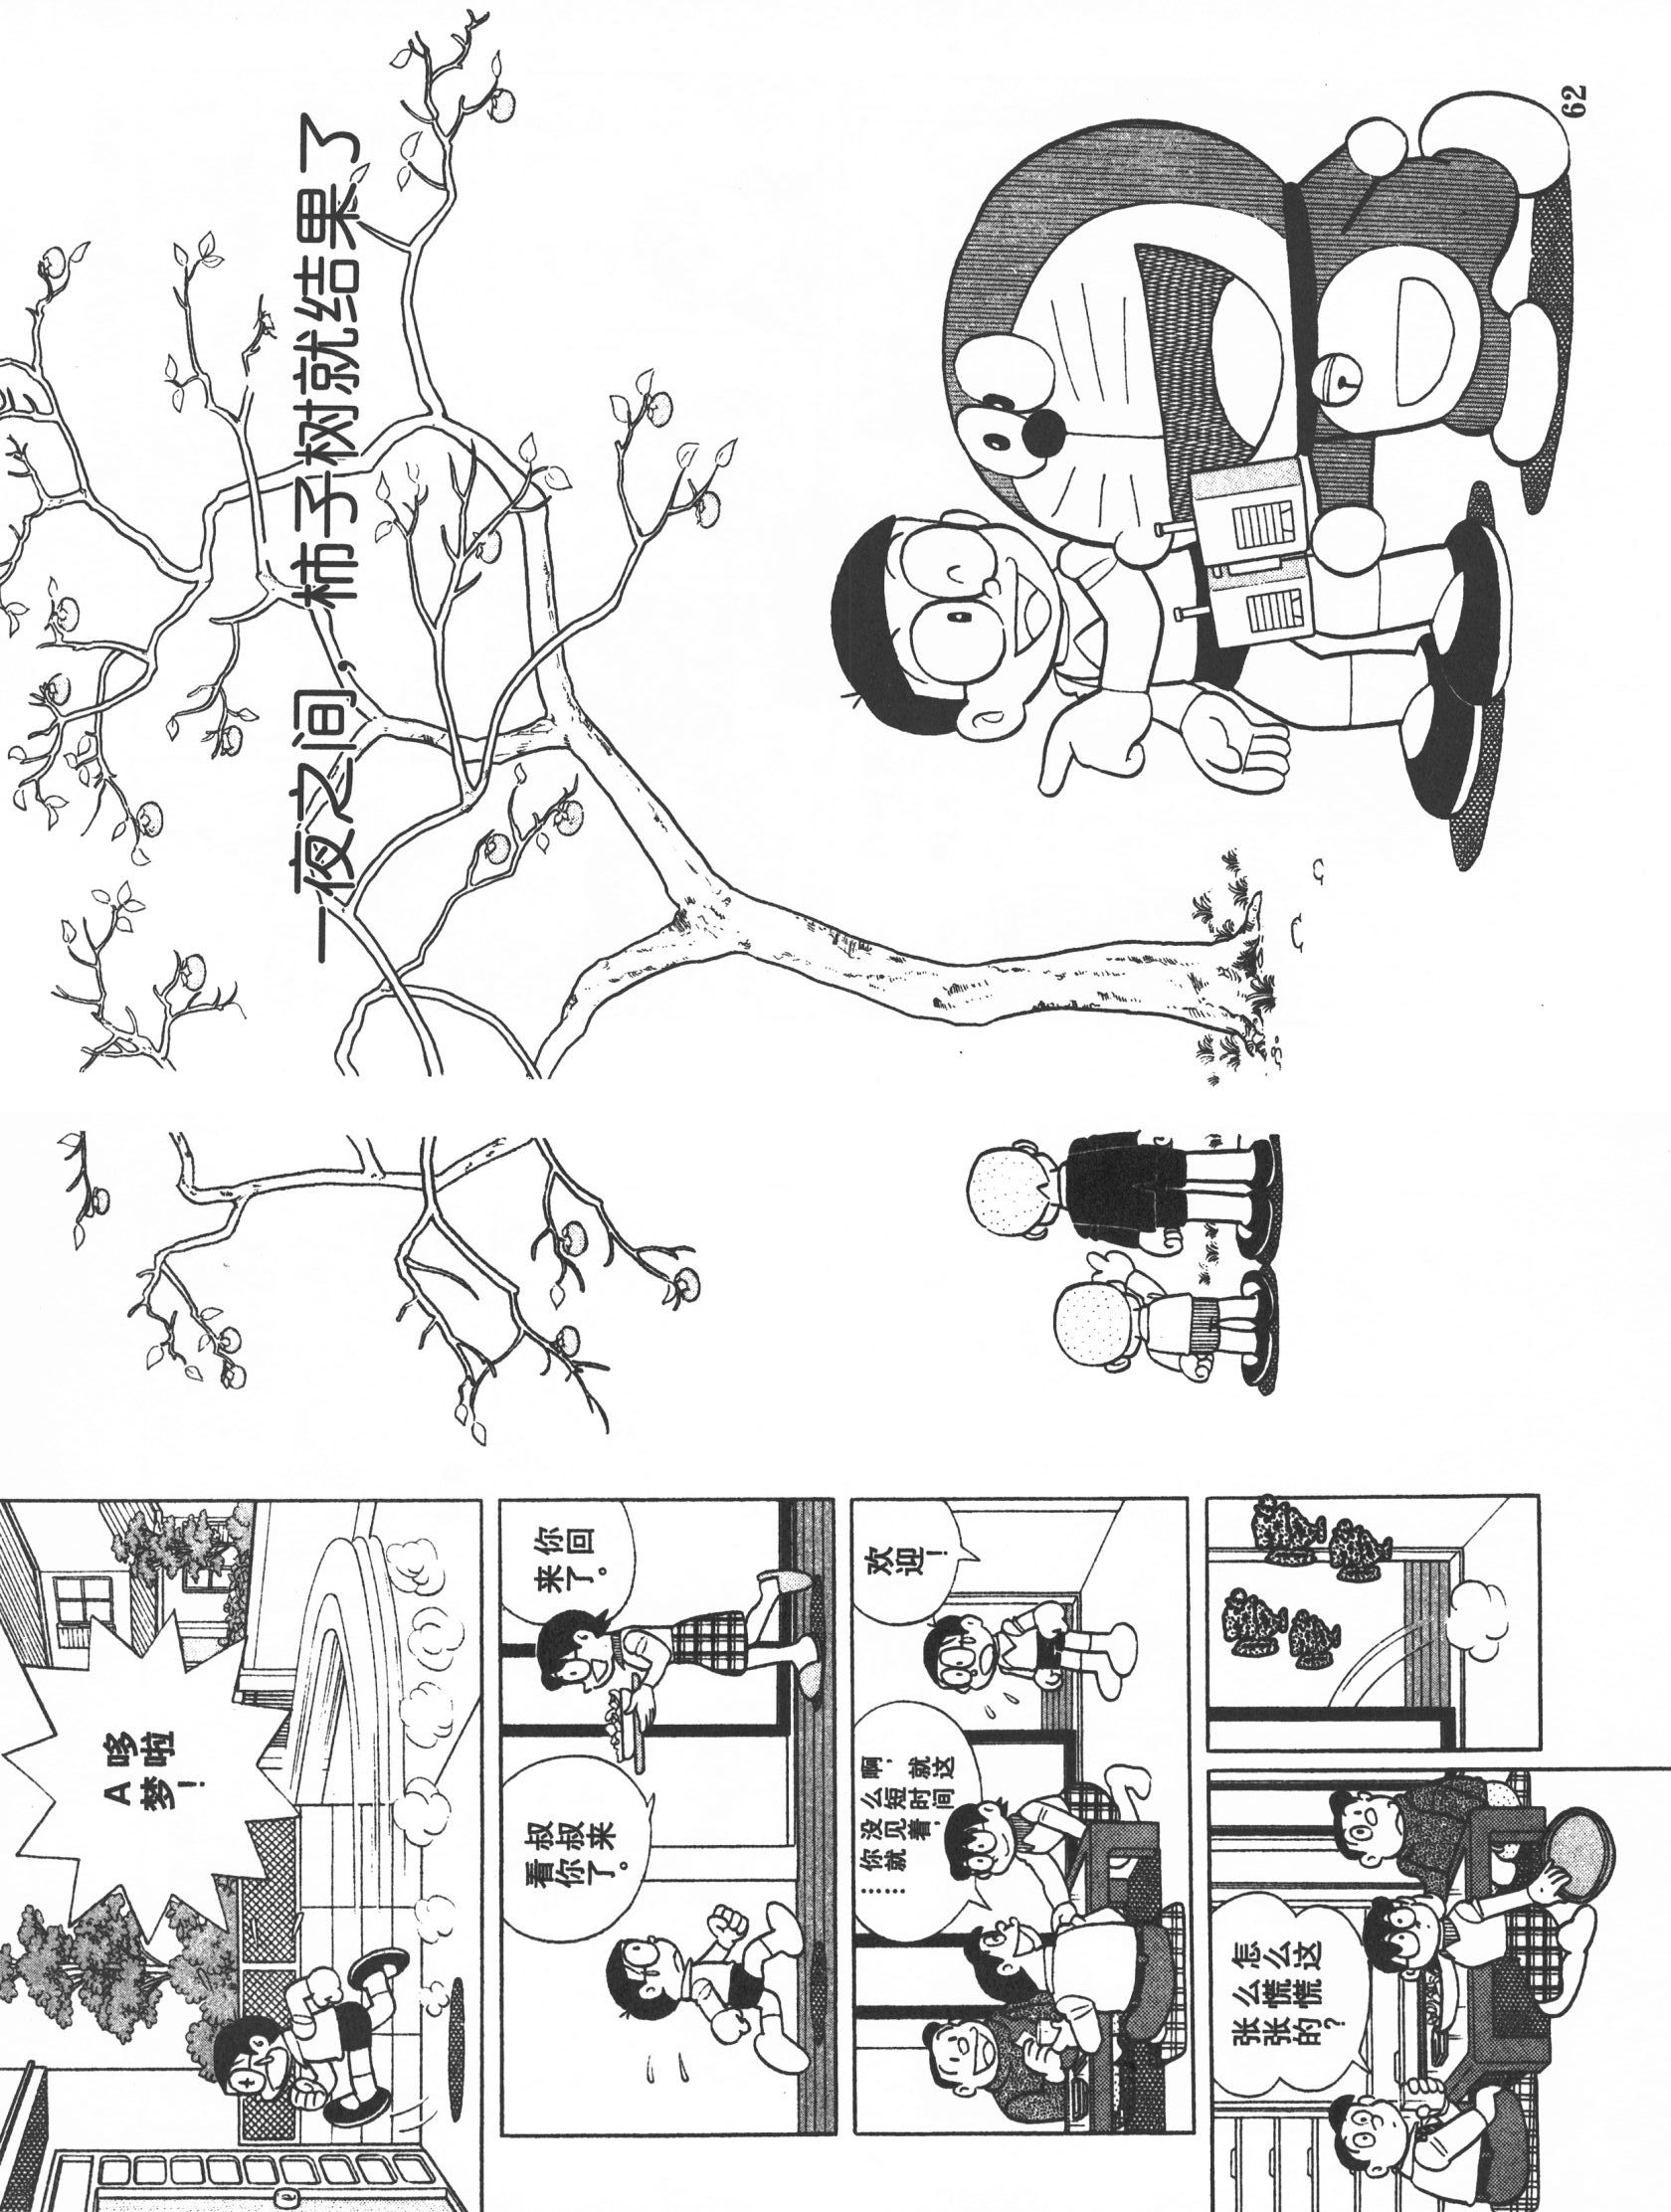 一夜之间，柿子树就结果了
62
哆啦
A梦！
你回
来了。
叔叔来
看你了。
欢迎！
啊，就这
么短时间
没见着，
你就……
怎么这
么慌慌
张张的？